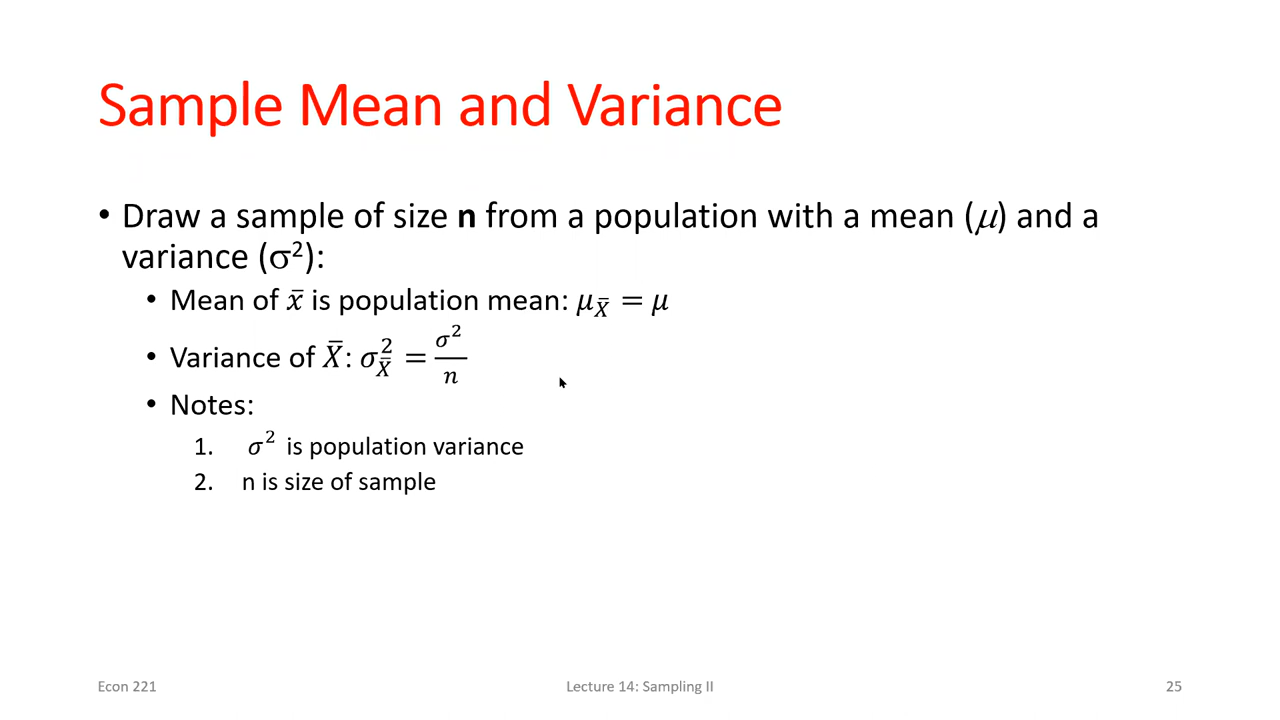 Sample Mean and Variance
• Draw a sample of size n from a population with a mean (μ) and a
variance (σ²):
• Mean of x̄ is population mean: μ_X̄ = μ
• Variance of X̄: σ²_X̄ = σ²/n
• Notes:
1. σ² is population variance
2. n is size of sample
Econ 221
Lecture 14: Sampling II
25